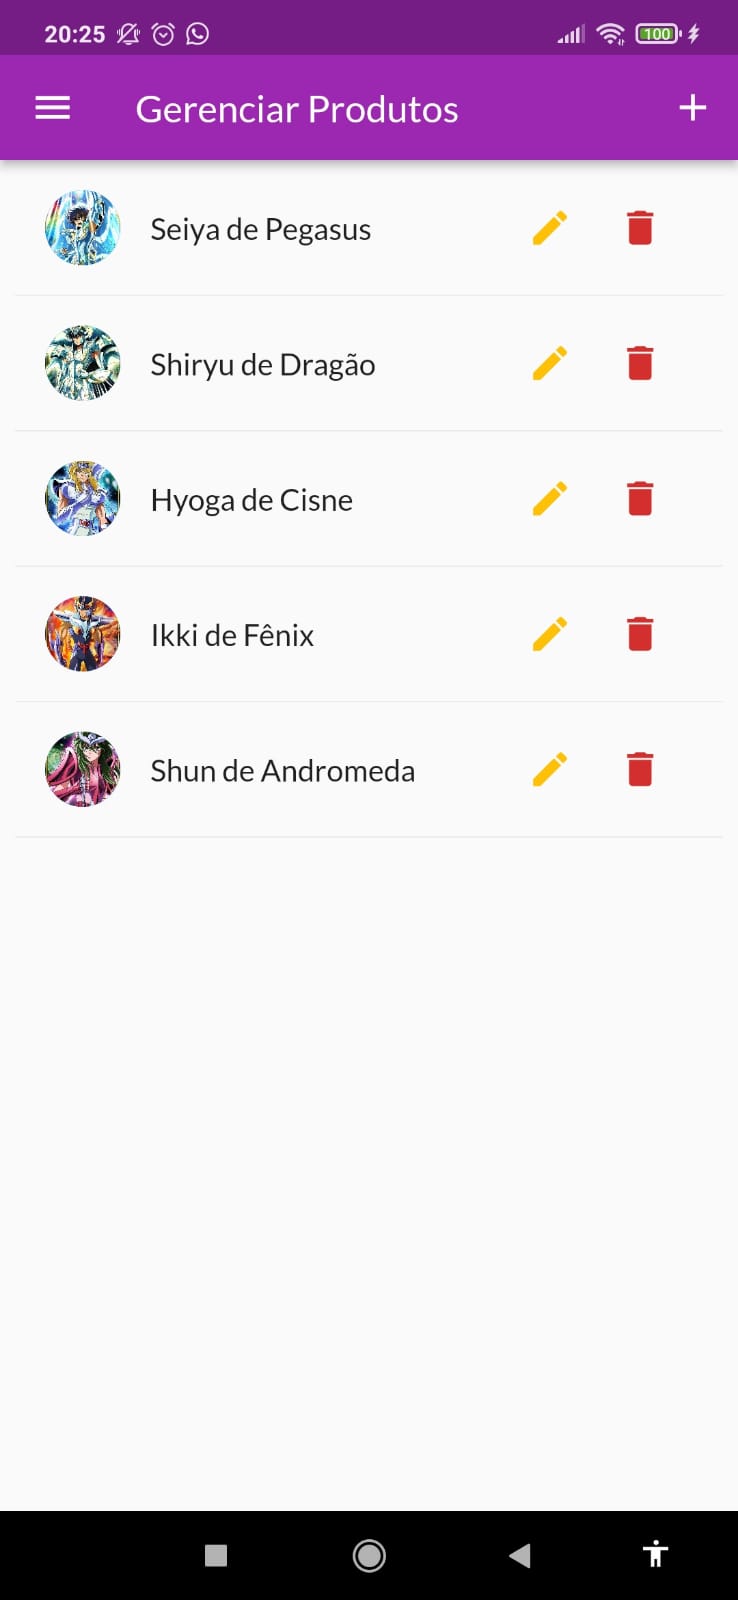 20:25
100
Gerenciar Produtos
Seiya de Pegasus
Shiryu de Dragão
Hyoga de Cisne
Ikki de Fênix
Shun de Andromeda